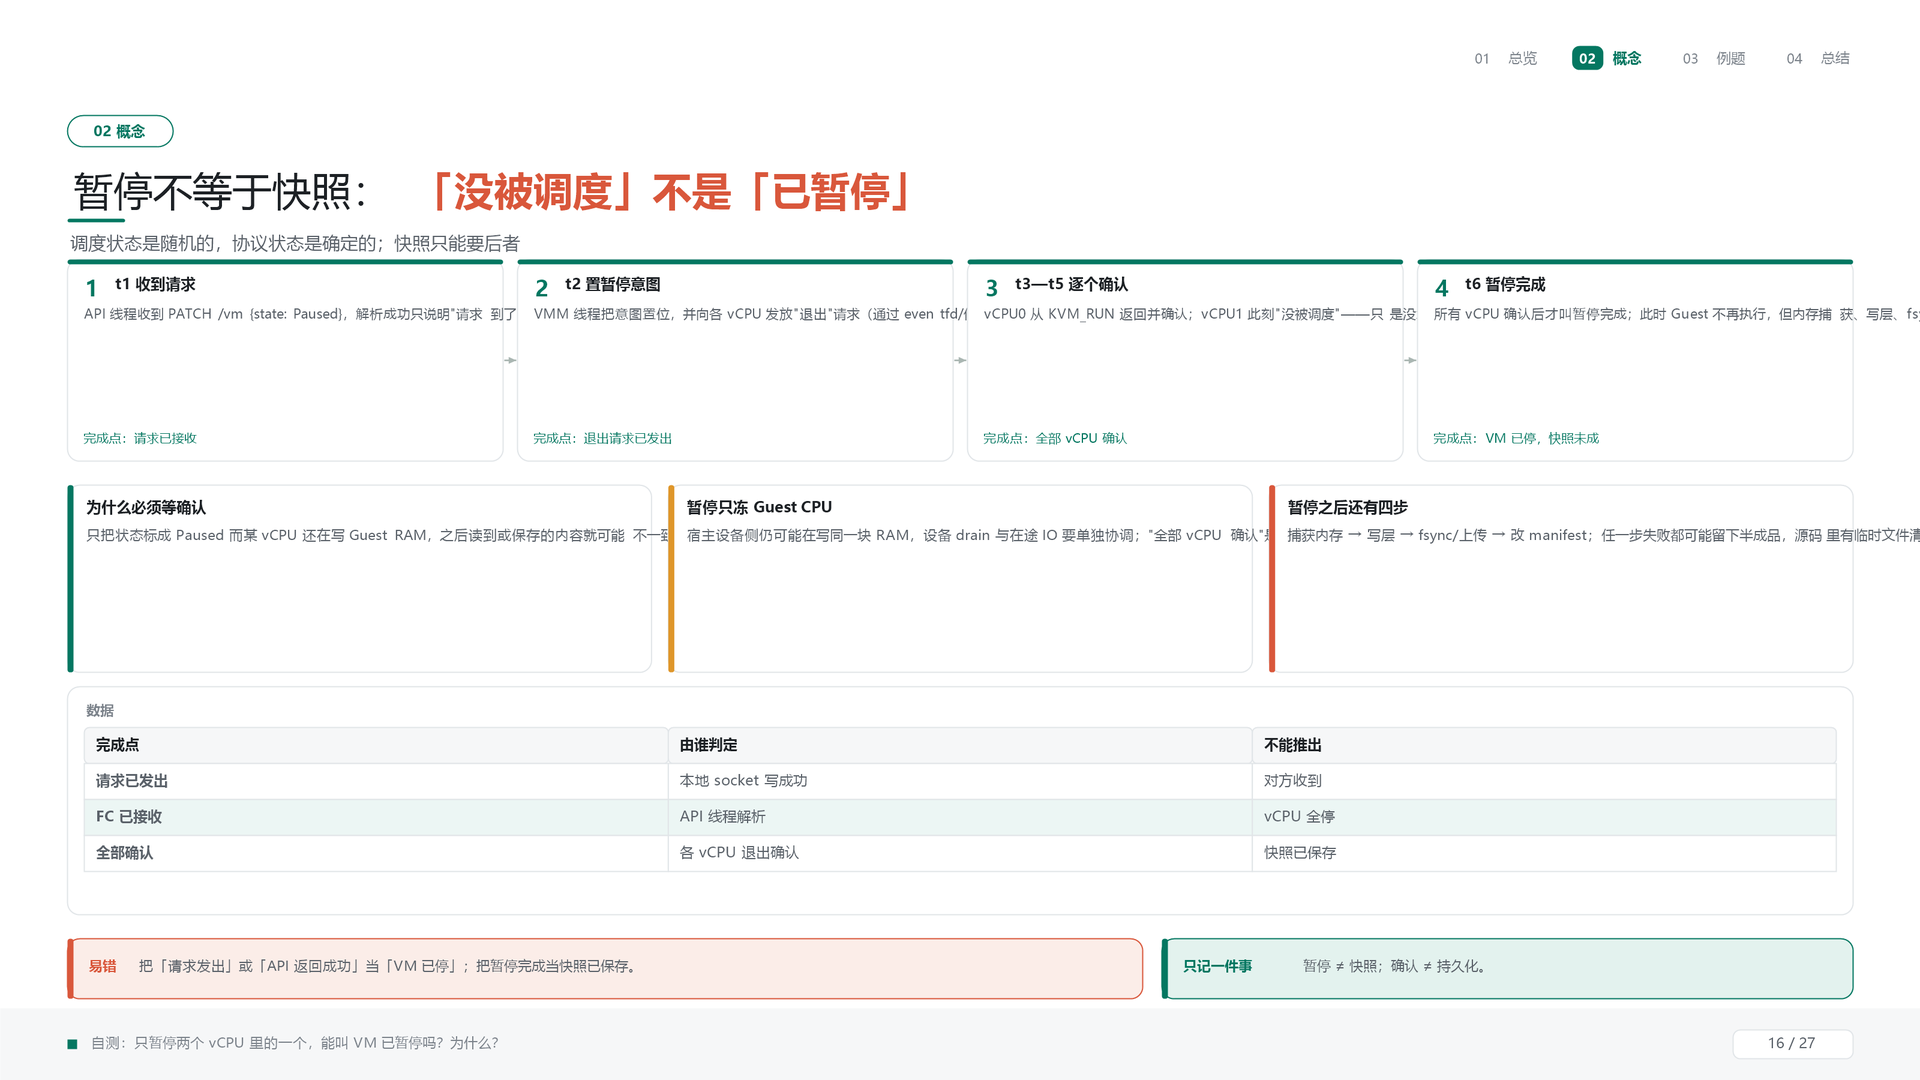 01 总览 02 概念 03 例题 04 总结
02 概念
暂停不等于快照： 「没被调度」不是「已暂停」
调度状态是随机的，协议状态是确定的；快照只能要后者
1 t1 收到请求
API 线程收到 PATCH /vm {state: Paused}，解析成功只说明"请求 到了
完成点：请求已接收
2 t2 置暂停意图
VMM 线程把意图置位，并向各 vCPU 发放"退出"请求（通过 even tfd/
完成点：退出请求已发出
3 t3—t5 逐个确认
vCPU0 从 KVM_RUN 返回并确认；vCPU1 此刻"没被调度"——只 是没
完成点：全部 vCPU 确认
4 t6 暂停完成
所有 vCPU 确认后才叫暂停完成；此时 Guest 不再执行，但内存捕 获、写层、fs
完成点：VM 已停，快照未成
为什么必须等确认
只把状态标成 Paused 而某 vCPU 还在写 Guest RAM，之后读到或保存的内容就可能 不一致
暂停只冻 Guest CPU
宿主设备侧仍可能在写同一块 RAM，设备 drain 与在途 IO 要单独协调；"全部 vCPU 确认"是
暂停之后还有四步
捕获内存 → 写层 → fsync/上传 → 改 manifest；任一步失败都可能留下半成品，源码 里有临时文件清
数据
完成点 由谁判定 不能推出
请求已发出 本地 socket 写成功 对方收到
FC 已接收 API 线程解析 vCPU 全停
全部确认 各 vCPU 退出确认 快照已保存
易错 把「请求发出」或「API 返回成功」当「VM 已停」；把暂停完成当快照已保存。
只记一件事 暂停 ≠ 快照；确认 ≠ 持久化。
自测：只暂停两个 vCPU 里的一个，能叫 VM 已暂停吗？为什么？
16 / 27